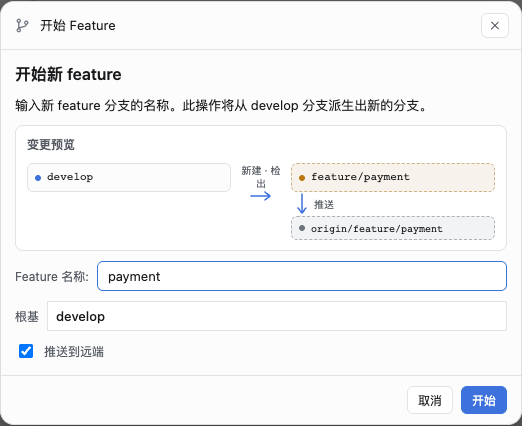 开始 Feature
开始新 feature
输入新 feature 分支的名称。此操作将从 develop 分支派生出新的分支。
变更预览
develop
新建 · 检
出
feature/payment
推送
origin/feature/payment
Feature 名称:
payment
根基
develop
推送到远端
取消
开始